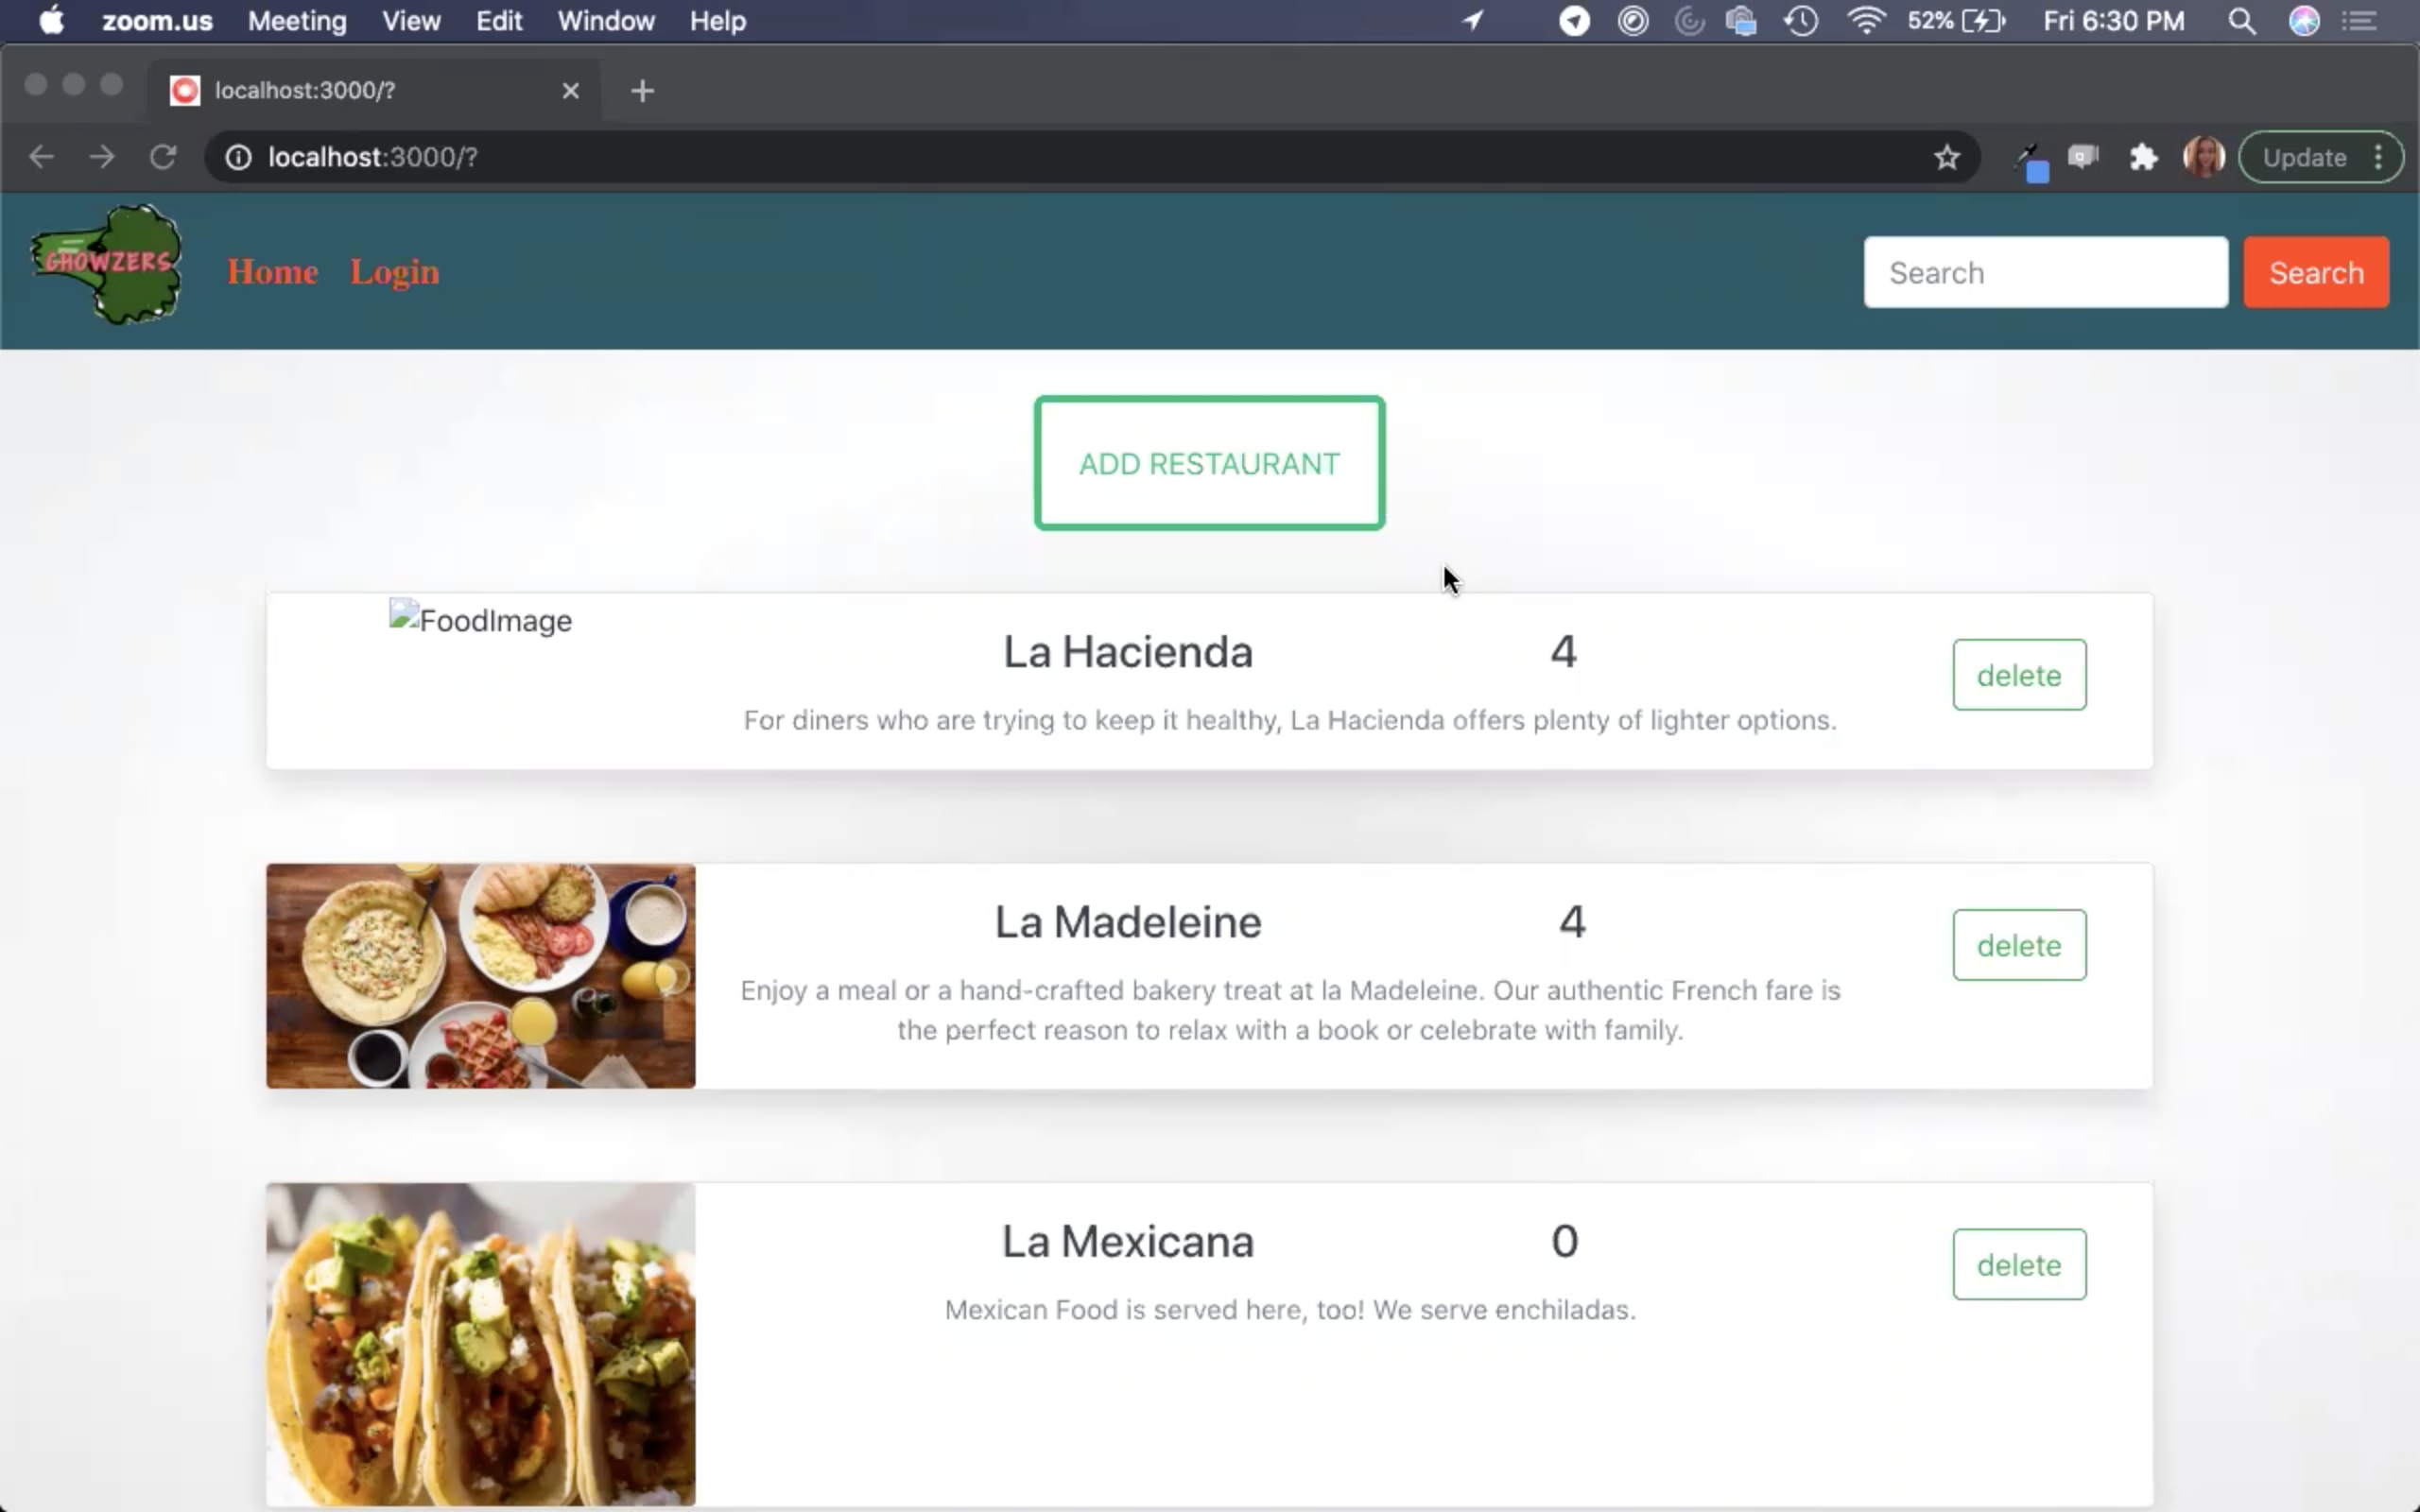 zoom.us Meeting View Edit Window Help 52% Fri 6:30 PM
localhost:3000/?
localhost:3000/? Update
CHOWZERS Home Login Search Search
ADD RESTAURANT
FoodImage
La Hacienda 4 delete
For diners who are trying to keep it healthy, La Hacienda offers plenty of lighter options.
La Madeleine 4 delete
Enjoy a meal or a hand-crafted bakery treat at la Madeleine. Our authentic French fare is
the perfect reason to relax with a book or celebrate with family.
La Mexicana 0 delete
Mexican Food is served here, too! We serve enchiladas.